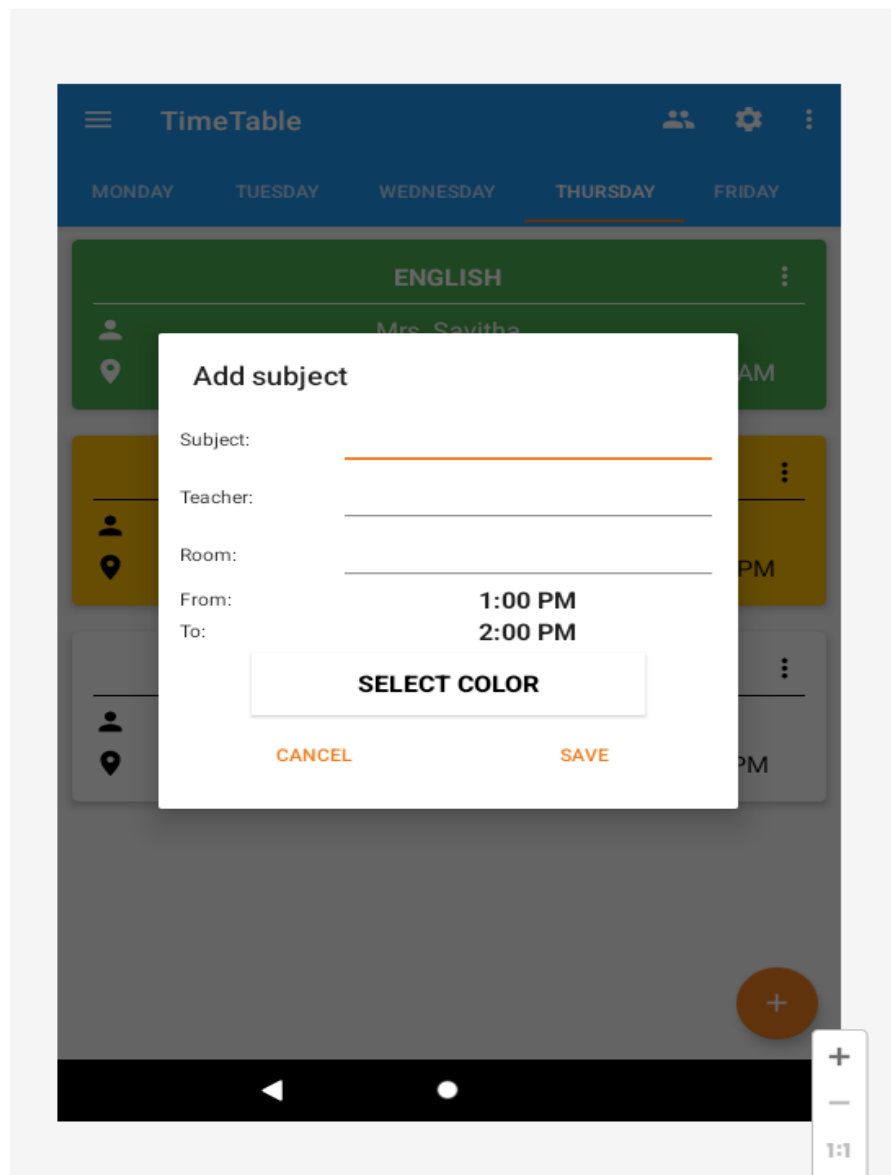 TimeTable
MONDAY TUESDAY WEDNESDAY THURSDAY FRIDAY
ENGLISH
Mrs. Savitha
AM
Add subject
Subject:
Teacher:
Room:
PM
From: 1:00 PM
To: 2:00 PM
SELECT COLOR
CANCEL SAVE
PM
1:1